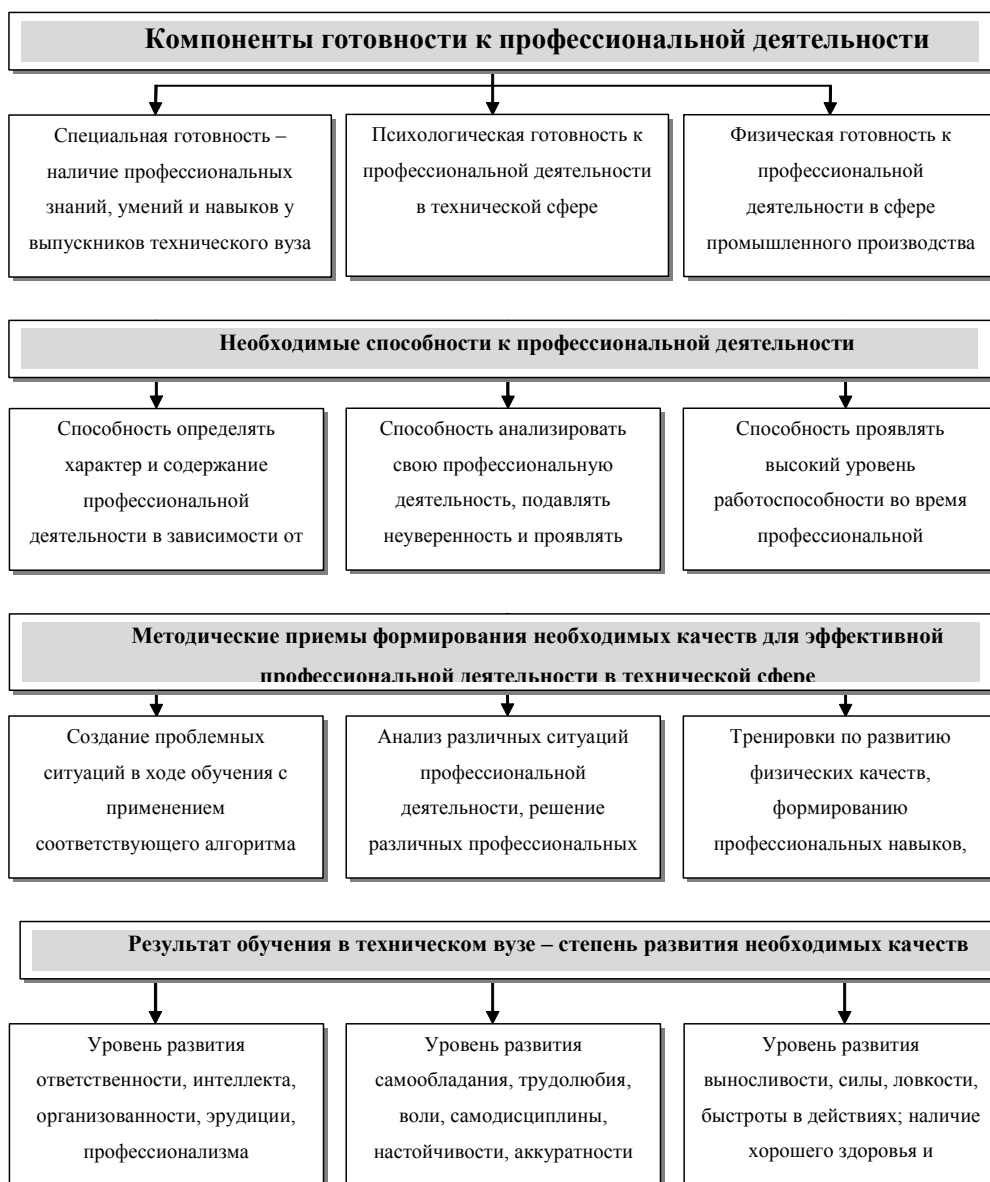 Компоненты готовности к профессиональной деятельности
Специальная готовность –
наличие профессиональных
знаний, умений и навыков у
выпускников технического вуза
Психологическая готовность к
профессиональной деятельности
в технической сфере
Физическая готовность к
профессиональной
деятельности в сфере
промышленного производства
Необходимые способности к профессиональной деятельности
Способность определять
характер и содержание
профессиональной
деятельности в зависимости от
Способность анализировать
свою профессиональную
деятельность, подавлять
неуверенность и проявлять
Способность проявлять
высокий уровень
работоспособности во время
профессиональной
Методические приемы формирования необходимых качеств для эффективной
профессиональной деятельности в технической сфере
Создание проблемных
ситуаций в ходе обучения с
применением
соответствующего алгоритма
Анализ различных ситуаций
профессиональной
деятельности, решение
различных профессиональных
Тренировки по развитию
физических качеств,
формированию
профессиональных навыков,
Результат обучения в техническом вузе – степень развития необходимых качеств
Уровень развития
ответственности, интеллекта,
организованности, эрудиции,
профессионализма
Уровень развития
самообладания, трудолюбия,
воли, самодисциплины,
настойчивости, аккуратности
Уровень развития
выносливости, силы, ловкости,
быстроты в действиях; наличие
хорошего здоровья и